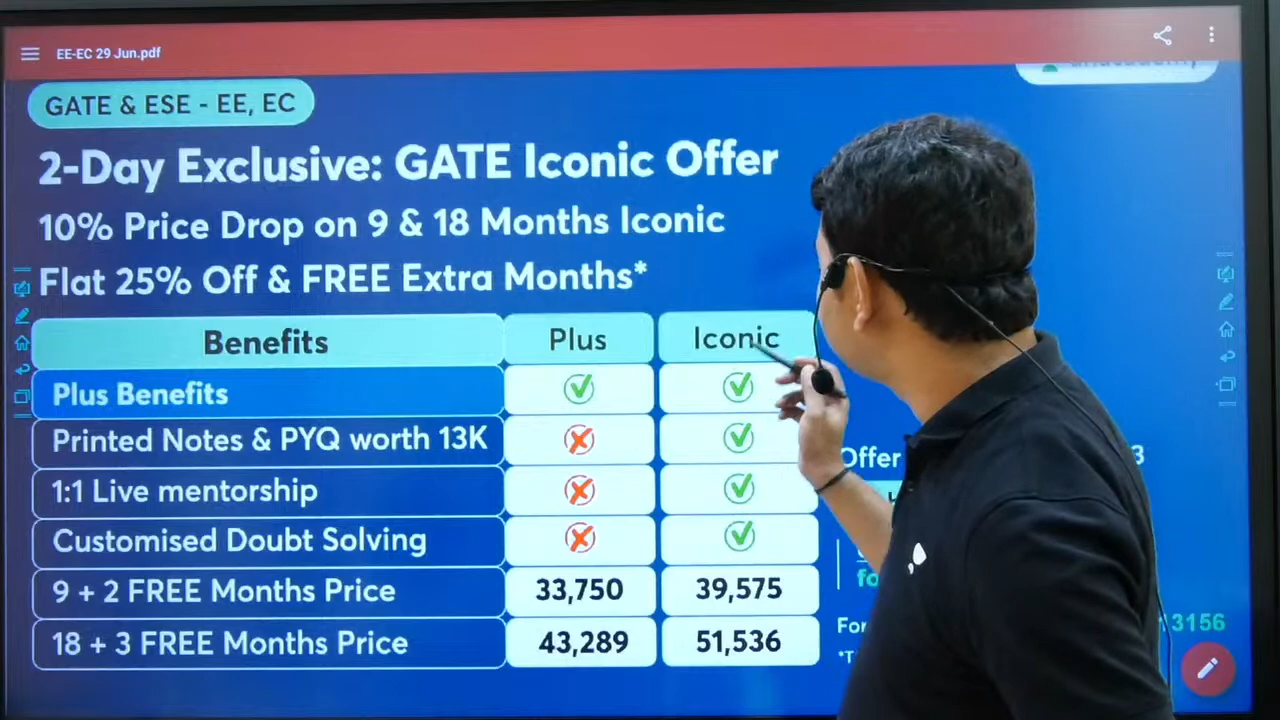 EE-EC 29 Jun.pdf
GATE & ESE - EE, EC
2-Day Exclusive: GATE Iconic Offer
10% Price Drop on 9 & 18 Months Iconic
Flat 25% Off & FREE Extra Months*
Benefits Plus Iconic
Plus Benefits
Printed Notes & PYQ worth 13K
1:1 Live mentorship
Customised Doubt Solving
9 + 2 FREE Months Price 33,750 39,575
18 + 3 FREE Months Price 43,289 51,536
Offer
3156